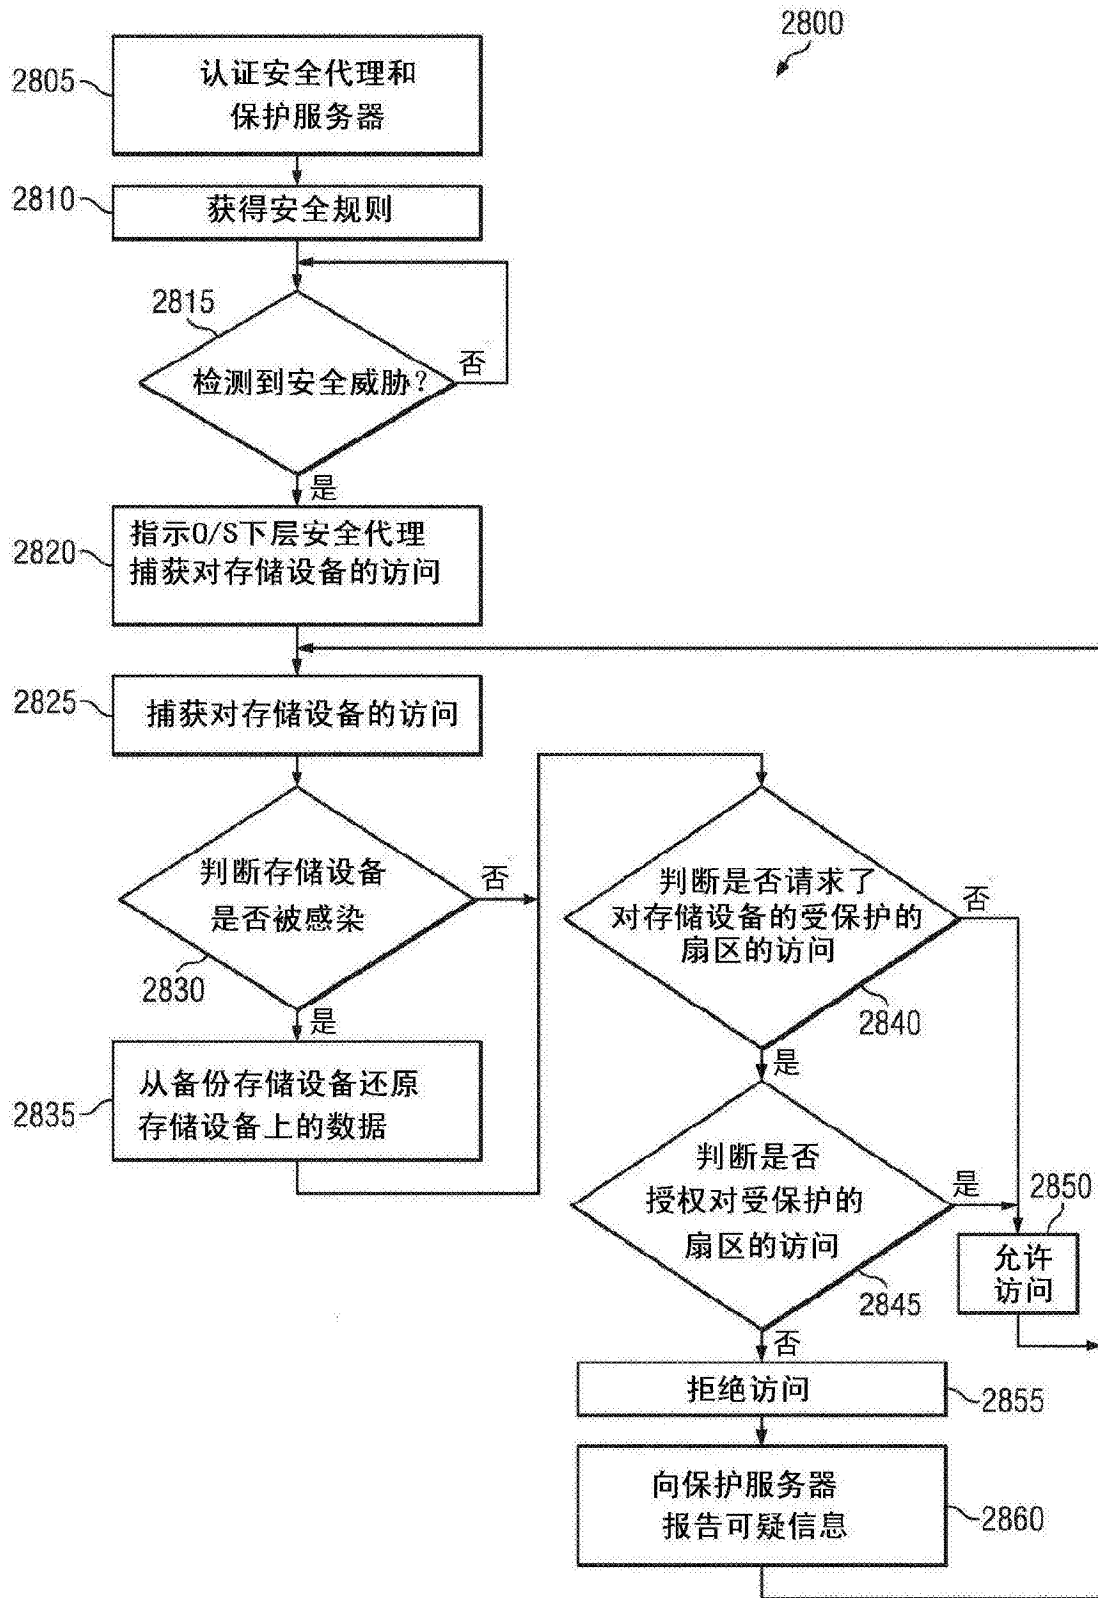 2800
2805
认证安全代理和
保护服务器
2810
获得安全规则
2815
检测到安全威胁?
否
是
2820
指示O/S下层安全代理
捕获对存储设备的访问
2825
捕获对存储设备的访问
判断存储设备
是否被感染
否
2830
是
2835
从备份存储设备还原
存储设备上的数据
判断是否请求了
对存储设备的受保护的
扇区的访问
否
2840
是
判断是否
授权对受保护的
扇区的访问
是
2845
否
2850
允许
访问
拒绝访问
2855
向保护服务器
报告可疑信息
2860